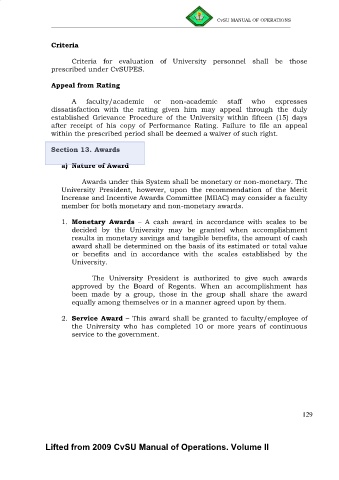 CvSU MANUAL OF OPERATIONS
Criteria
Criteria for evaluation of University personnel shall be those
prescribed under CvSUPES.
Appeal from Rating
A faculty/academic or non-academic staff who expresses
dissatisfaction with the rating given him may appeal through the duly
established Grievance Procedure of the University within fifteen (15) days
after receipt of his copy of Performance Rating. Failure to file an appeal
within the prescribed period shall be deemed a waiver of such right.
Section 13. Awards
a) Nature of Award
Awards under this System shall be monetary or non-monetary. The
University President, however, upon the recommendation of the Merit
Increase and Incentive Awards Committee (MIIAC) may consider a faculty
member for both monetary and non-monetary awards.
1. Monetary Awards – A cash award in accordance with scales to be
decided by the University may be granted when accomplishment
results in monetary savings and tangible benefits, the amount of cash
award shall be determined on the basis of its estimated or total value
or benefits and in accordance with the scales established by the
University.
The University President is authorized to give such awards
approved by the Board of Regents. When an accomplishment has
been made by a group, those in the group shall share the award
equally among themselves or in a manner agreed upon by them.
2. Service Award – This award shall be granted to faculty/employee of
the University who has completed 10 or more years of continuous
service to the government.
129
Lifted from 2009 CvSU Manual of Operations. Volume II